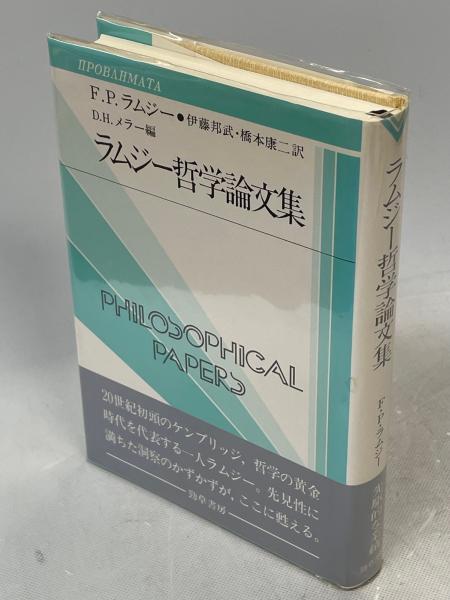 ΠΡΟΒΛΗΜΑΤΑ
F.P.ラムジー●伊藤邦武・橋本康二訳
D.H.メラー編
ラムジー哲学論文集
PHILOSOPHICAL
PAPERS
20世紀初頭のケンブリッジ、哲学の黄金
時代を代表する一人ラムジー。先見性に
満ちた洞察のかずかずが、ここに甦える。
勁草書房
ラムジー哲学論文集
F・P・ラムジー